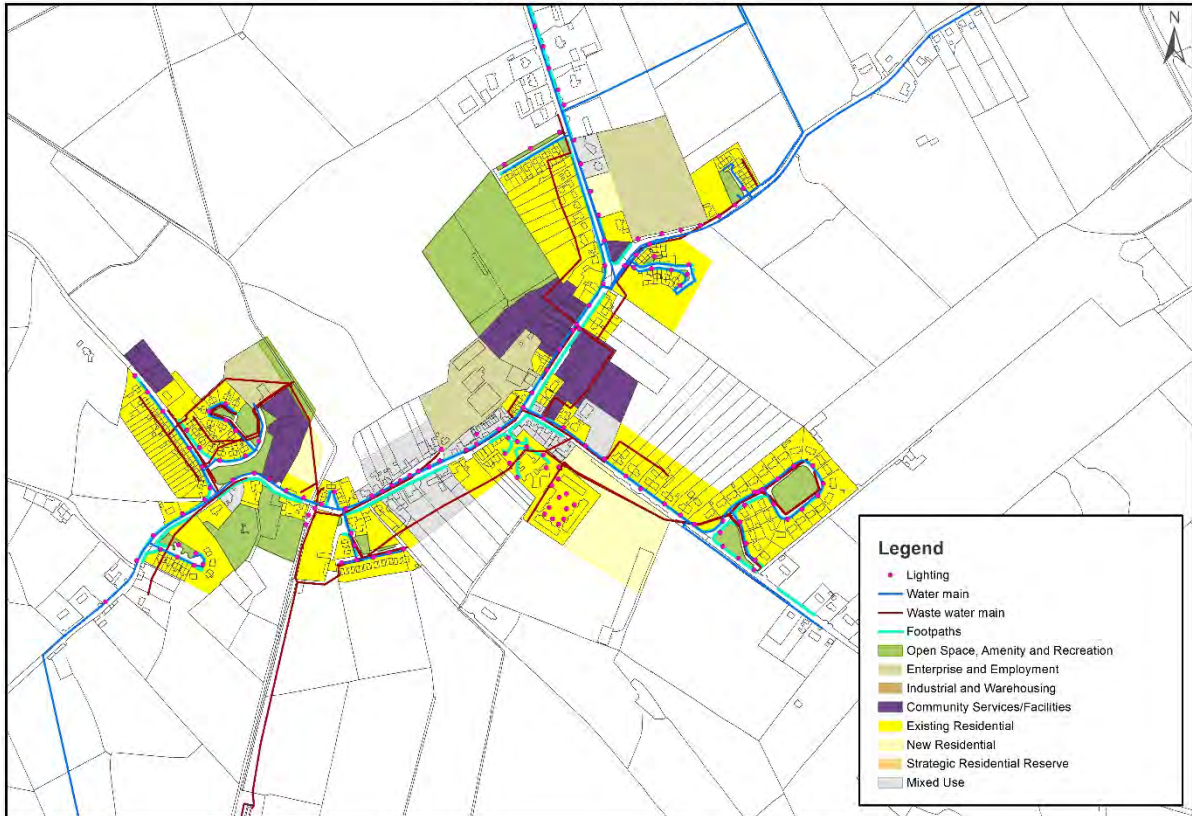 N
Legend
Lighting
Water main
Waste water main
Footpaths
Open Space, Amenity and Recreation
Enterprise and Employment
Industrial and Warehousing
Community Services/Facilities
Existing Residential
New Residential
Strategic Residential Reserve
Mixed Use